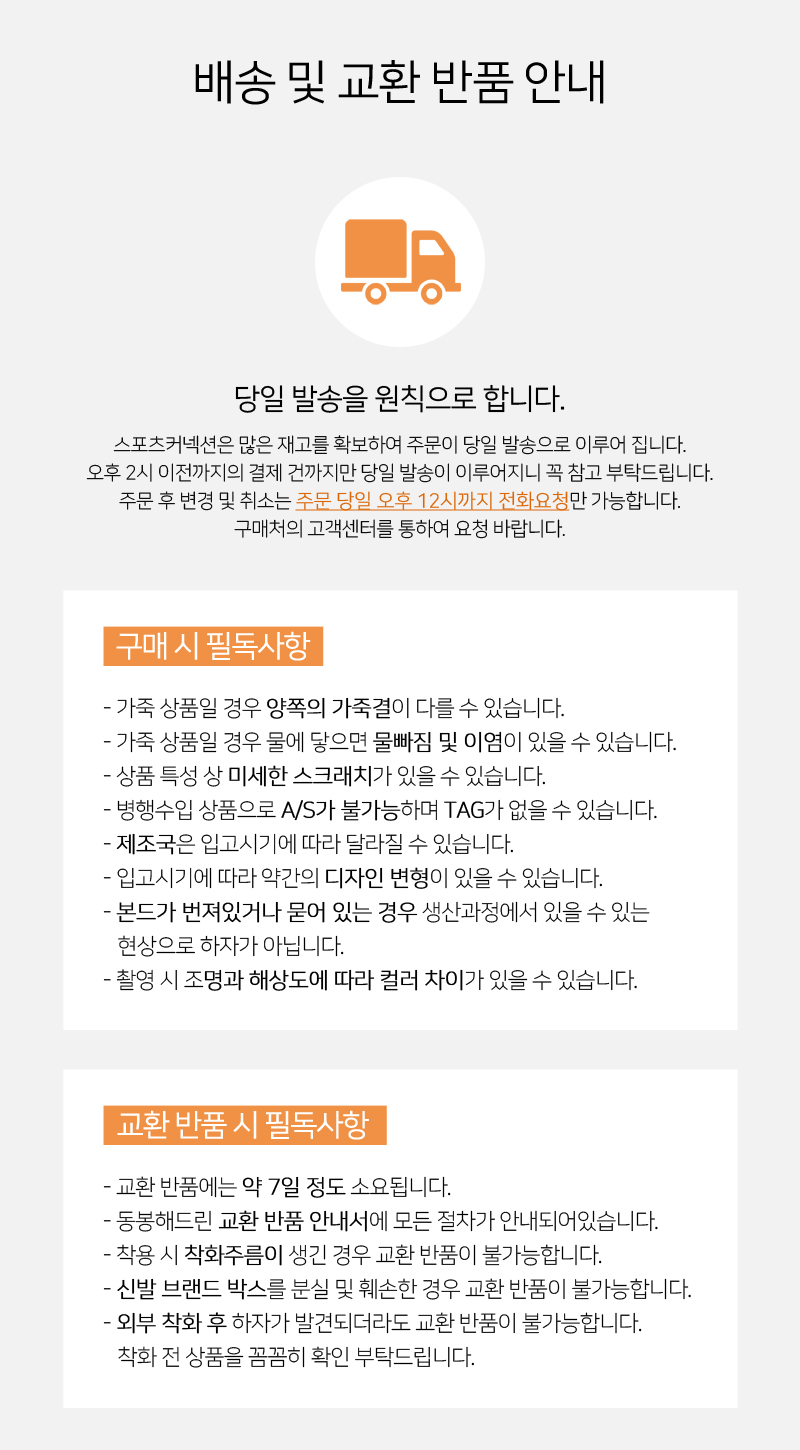 배송 및 교환 반품 안내
당일 발송을 원칙으로 합니다.
스포츠커넥션은 많은 재고를 확보하여 주문이 당일 발송으로 이루어 집니다.
오후 2시 이전까지의 결제 건까지만 당일 발송이 이루어지니 꼭 참고 부탁드립니다.
주문 후 변경 및 취소는 주문 당일 오후 12시까지 전화요청만 가능합니다.
구매처의 고객센터를 통하여 요청 바랍니다.
구매 시 필독사항
- 가죽 상품일 경우 양쪽의 가죽결이 다를 수 있습니다.
- 가죽 상품일 경우 물에 닿으면 물빠짐 및 이염이 있을 수 있습니다.
- 상품 특성 상 미세한 스크래치가 있을 수 있습니다.
- 병행수입 상품으로 A/S가 불가능하며 TAG가 없을 수 있습니다.
- 제조국은 입고시기에 따라 달라질 수 있습니다.
- 입고시기에 따라 약간의 디자인 변형이 있을 수 있습니다.
- 본드가 번져있거나 묻어 있는 경우 생산과정에서 있을 수 있는
현상으로 하자가 아닙니다.
- 촬영 시 조명과 해상도에 따라 컬러 차이가 있을 수 있습니다.
교환 반품 시 필독사항
- 교환 반품에는 약 7일 정도 소요됩니다.
- 동봉해드린 교환 반품 안내서에 모든 절차가 안내되어있습니다.
- 착용 시 착화주름이 생긴 경우 교환 반품이 불가능합니다.
- 신발 브랜드 박스를 분실 및 훼손한 경우 교환 반품이 불가능합니다.
- 외부 착화 후 하자가 발견되더라도 교환 반품이 불가능합니다.
착화 전 상품을 꼼꼼히 확인 부탁드립니다.